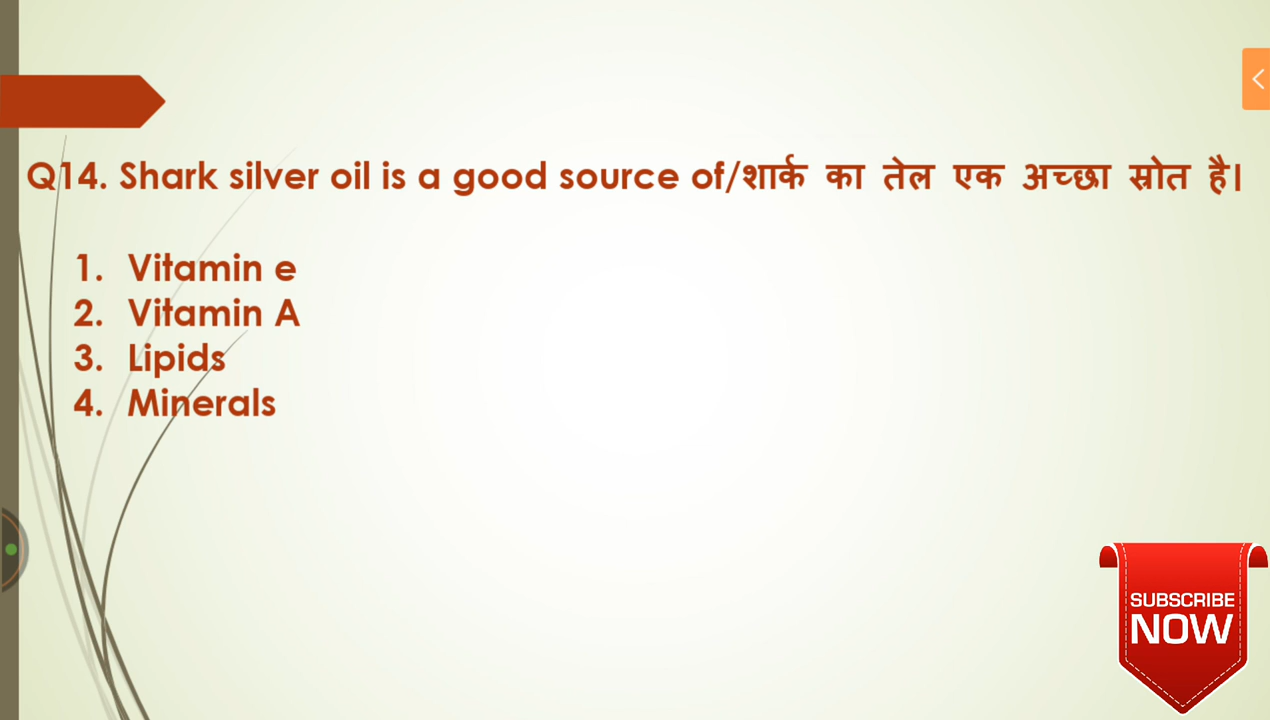 Q14. Shark silver oil is a good source of/शार्क का तेल एक अच्छा स्रोत है।
1. Vitamin e
2. Vitamin A
3. Lipids
4. Minerals
SUBSCRIBE
NOW